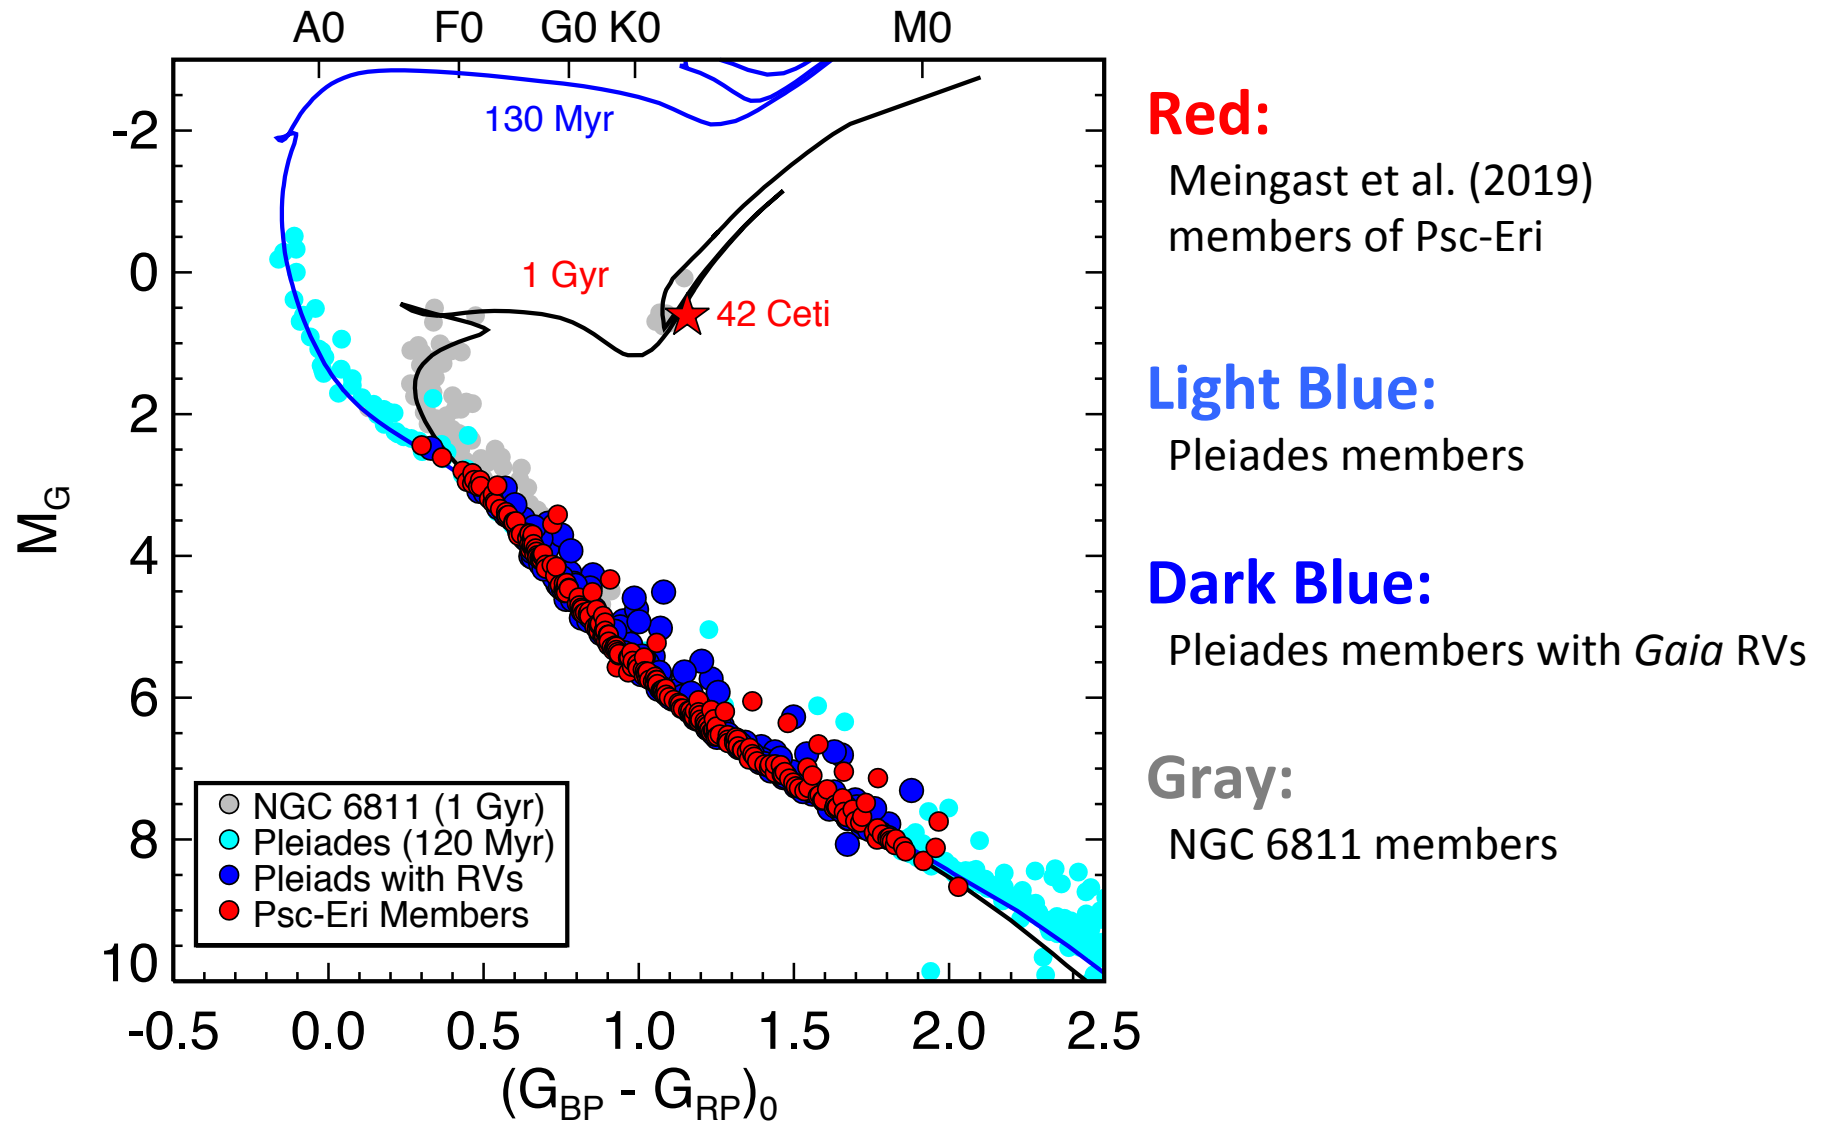 A0 F0 G0 K0 M0
-2
0
2
4
6
8
10
M_G
130 Myr
1 Gyr
42 Ceti
NGC 6811 (1 Gyr)
Pleiades (120 Myr)
Pleiads with RVs
Psc-Eri Members
-0.5 0.0 0.5 1.0 1.5 2.0 2.5
(G_BP - G_RP)_0
Red:
Meingast et al. (2019)
members of Psc-Eri
Light Blue:
Pleiades members
Dark Blue:
Pleiades members with Gaia RVs
Gray:
NGC 6811 members